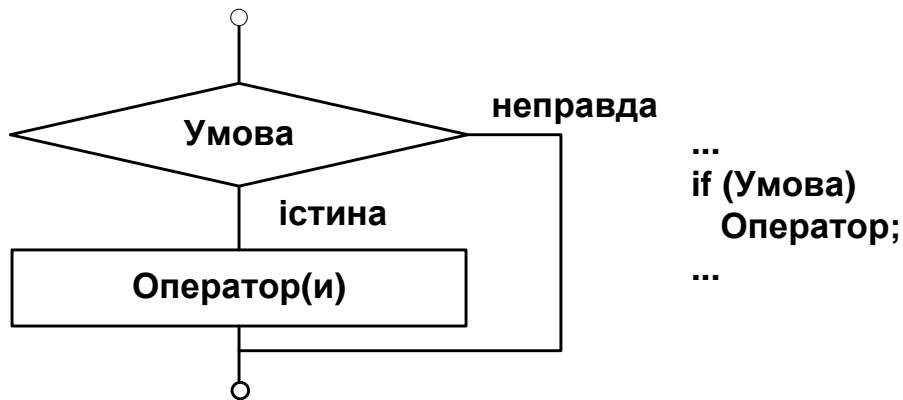 Умова
неправда
істина
Оператор(и)
...
if (Умова)
Оператор;
...